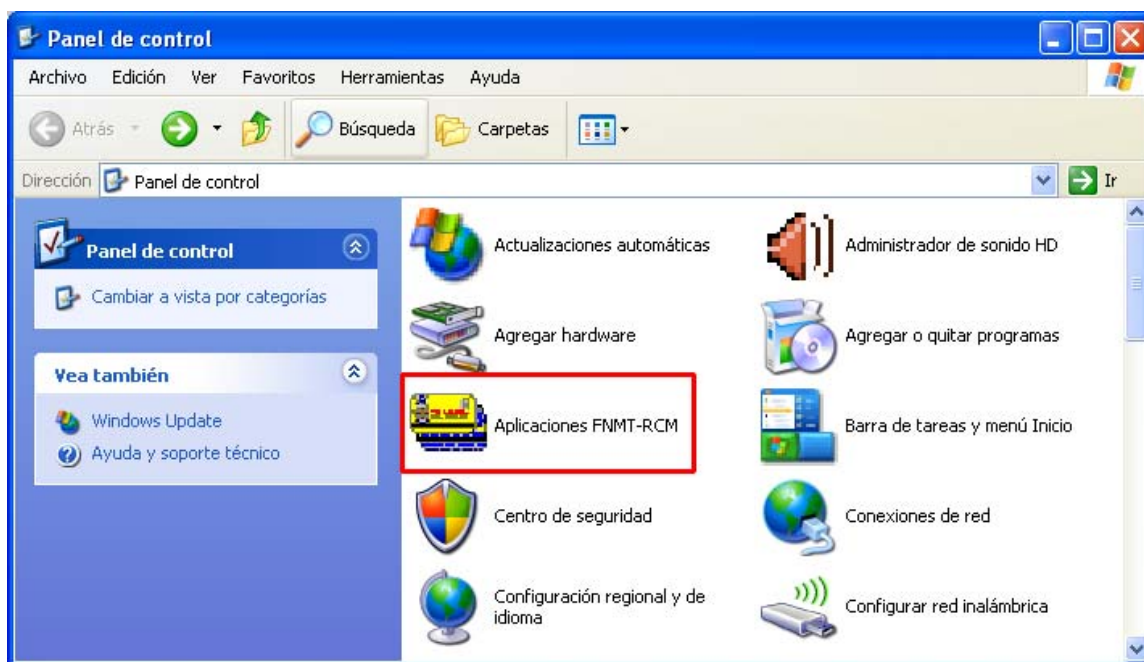 Panel de control
Archivo Edición Ver Favoritos Herramientas Ayuda
Atrás Búsqueda Carpetas
Dirección Panel de control Ir
Panel de control
Cambiar a vista por categorías
Vea también
Windows Update
Ayuda y soporte técnico
Actualizaciones automáticas
Administrador de sonido HD
Agregar hardware
Agregar o quitar programas
Aplicaciones FNMT-RCM
Barra de tareas y menú Inicio
Centro de seguridad
Conexiones de red
Configuración regional y de
idioma
Configurar red inalámbrica